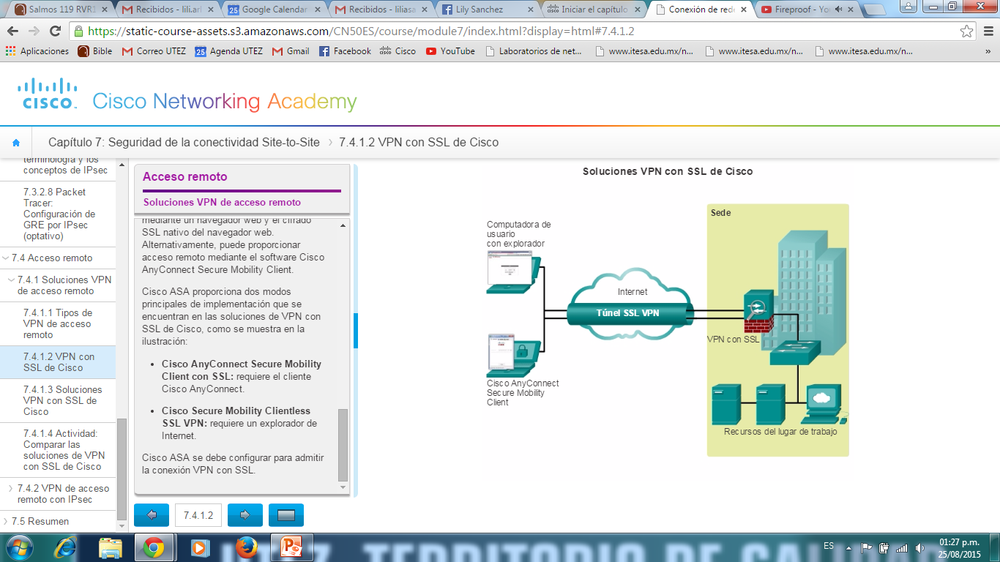 Salmos 119 RVR1
Recibidos - lili.ar
Google Calendar
Recibidos - liliasa
Lily Sanchez
Iniciar el capítulo
Conexión de rede
Fireproof - Yo
https://static-course-assets.s3.amazonaws.com/CN50ES/course/module7/index.html?display=html#7.4.1.2
Aplicaciones
Bible
Correo UTEZ
25 Agenda UTEZ
Gmail
Facebook
Cisco
YouTube
Laboratorios de net...
www.itesa.edu.mx/n...
www.itesa.edu.mx/n...
www.itesa.edu.mx/n...
»
CISCO. Cisco Networking Academy
Capítulo 7: Seguridad de la conectividad Site-to-Site > 7.4.1.2 VPN con SSL de Cisco
terminología y los
conceptos de IPsec
7.3.2.8 Packet
Tracer:
Configuración de
GRE por IPsec
(optativo)
7.4 Acceso remoto
7.4.1 Soluciones VPN
de acceso remoto
7.4.1.1 Tipos de
VPN de acceso
remoto
7.4.1.2 VPN con
SSL de Cisco
7.4.1.3 Soluciones
VPN con SSL de
Cisco
7.4.1.4 Actividad:
Comparar las
soluciones de VPN
con SSL de Cisco
7.4.2 VPN de acceso
remoto con IPsec
7.5 Resumen
Acceso remoto
Soluciones VPN de acceso remoto
mediante un navegador web y el cifrado
SSL nativo del navegador web.
Alternativamente, puede proporcionar
acceso remoto mediante el software Cisco
AnyConnect Secure Mobility Client.
Cisco ASA proporciona dos modos
principales de implementación que se
encuentran en las soluciones de VPN con
SSL de Cisco, como se muestra en la
ilustración:
• Cisco AnyConnect Secure Mobility
Client con SSL: requiere el cliente
Cisco AnyConnect.
• Cisco Secure Mobility Clientless
SSL VPN: requiere un explorador de
Internet.
Cisco ASA se debe configurar para admitir
la conexión VPN con SSL.
7.4.1.2
Soluciones VPN con SSL de Cisco
Computadora de
usuario
con explorador
Internet
Túnel SSL VPN
Cisco AnyConnect
Secure Mobility
Client
Sede
VPN con SSL
Recursos del lugar de trabajo
UTEZ, TERRITORIO DE CALIDAD
ES
01:27 p.m.
25/08/2015